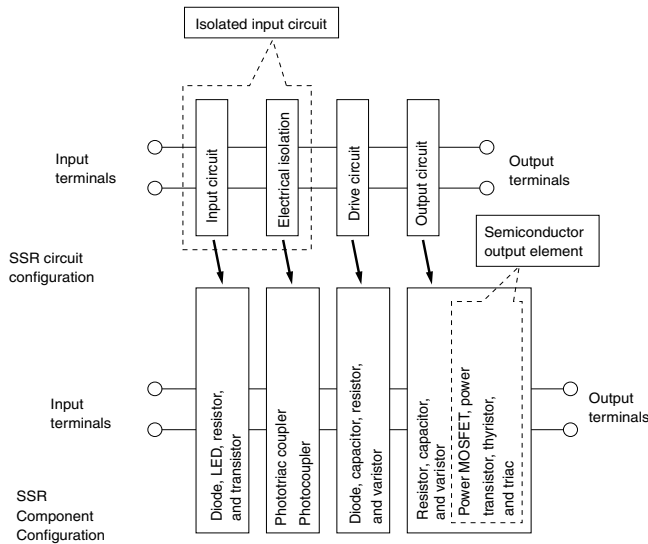 Isolated input circuit
Input
terminals
Input circuit
Electrical isolation
Drive circuit
Output circuit
Output
terminals
SSR circuit
configuration
Semiconductor
output element
Input
terminals
Diode, LED, resistor,
and transistor
Phototriac coupler
Photocoupler
Diode, capacitor, resistor,
and varistor
Resistor, capacitor,
and varistor
Power MOSFET, power
transistor, thyristor,
and triac
Output
terminals
SSR
Component
Configuration